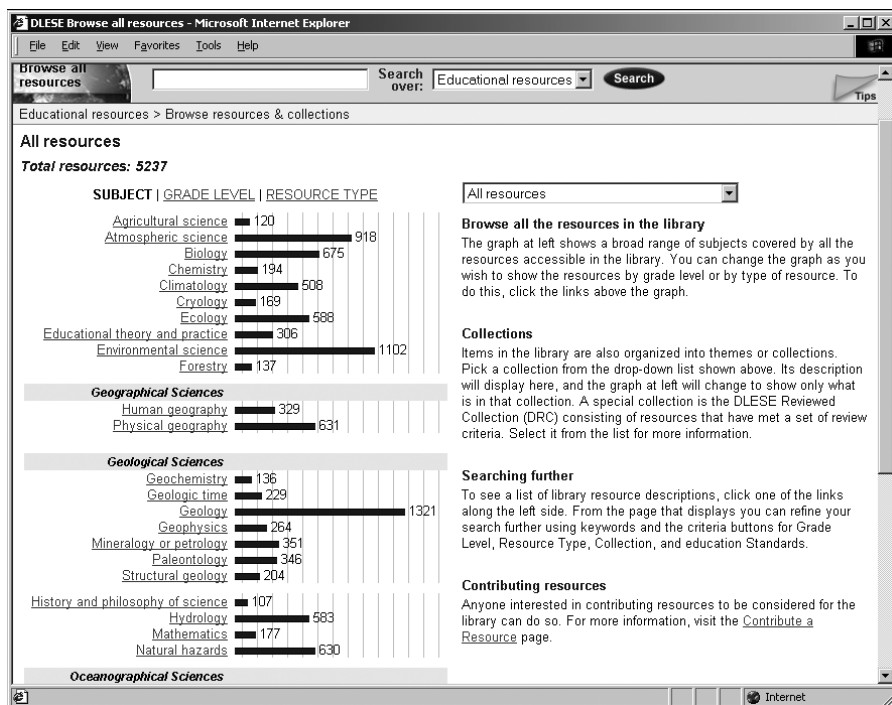 DLESE Browse all resources - Microsoft Internet Explorer
File Edit View Favorites Tools Help
Browse all
resources
Search
over:
Educational resources
Search
Tips
Educational resources > Browse resources & collections
All resources
Total resources: 5237
SUBJECT | GRADE LEVEL | RESOURCE TYPE
Agricultural science 120
Atmospheric science 918
Biology 675
Chemistry 194
Climatology 508
Cryology 169
Ecology 588
Educational theory and practice 306
Environmental science 1102
Forestry 137
Geographical Sciences
Human geography 329
Physical geography 631
Geological Sciences
Geochemistry 136
Geologic time 229
Geology 1321
Geophysics 264
Mineralogy or petrology 351
Paleontology 346
Structural geology 204
History and philosophy of science 107
Hydrology 583
Mathematics 177
Natural hazards 630
Oceanographical Sciences
All resources
Browse all the resources in the library
The graph at left shows a broad range of subjects covered by all the
resources accessible in the library. You can change the graph as you
wish to show the resources by grade level or by type of resource. To
do this, click the links above the graph.
Collections
Items in the library are also organized into themes or collections.
Pick a collection from the drop-down list shown above. Its description
will display here, and the graph at left will change to show only what
is in that collection. A special collection is the DLESE Reviewed
Collection (DRC) consisting of resources that have met a set of review
criteria. Select it from the list for more information.
Searching further
To see a list of library resource descriptions, click one of the links
along the left side. From the page that displays you can refine your
search further using keywords and the criteria buttons for Grade
Level, Resource Type, Collection, and education Standards.
Contributing resources
Anyone interested in contributing resources to be considered for the
library can do so. For more information, visit the Contribute a
Resource page.
Internet